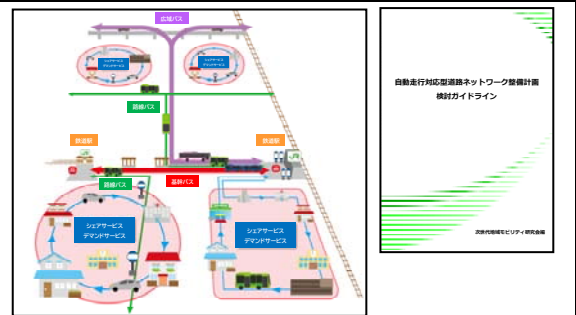 広域バス
シェアサービス
デマンドサービス
シェアサービス
デマンドサービス
路線バス
鉄道駅
鉄道駅
路線バス
基幹バス
シェアサービス
デマンドサービス
シェアサービス
デマンドサービス
自動走行対応型道路ネットワーク整備計画
検討ガイドライン
次世代地域モビリティ研究会編